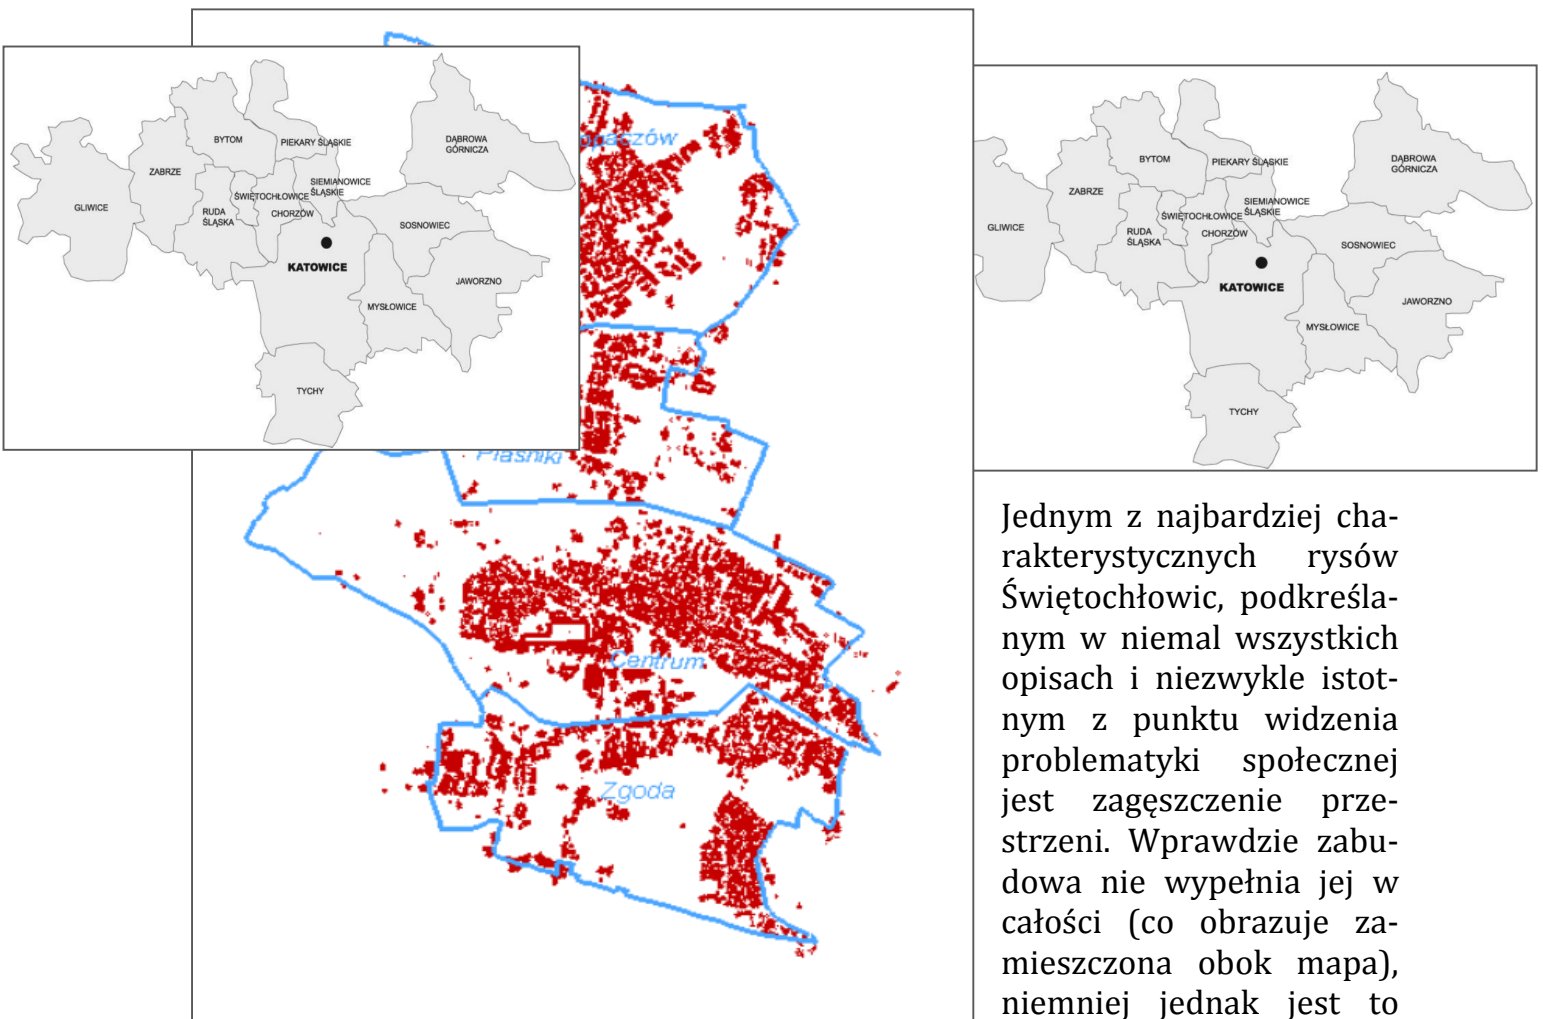 BYTOM
PIEKARY ŚLĄSKIE
DĄBROWA
GÓRNICZA
ZABRZE
SIEMIANOWICE
ŚLĄSKIE
ŚWIĘTOCHŁOWICE
GLIWICE
RUDA
ŚLĄSKA
CHORZÓW
SOSNOWIEC
KATOWICE
JAWORZNO
MYSŁOWICE
TYCHY
Piaśniki
Centrum
Zgoda
BYTOM
PIEKARY ŚLĄSKIE
DĄBROWA
GÓRNICZA
ZABRZE
SIEMIANOWICE
ŚLĄSKIE
ŚWIĘTOCHŁOWICE
GLIWICE
RUDA
ŚLĄSKA
CHORZÓW
SOSNOWIEC
KATOWICE
JAWORZNO
MYSŁOWICE
TYCHY
Jednym z najbardziej cha-
rakterystycznych rysów
Świętochłowic, podkreśla-
nym w niemal wszystkich
opisach i niezwykle istot-
nym z punktu widzenia
problematyki społecznej
jest zagęszczenie prze-
strzeni. Wprawdzie zabu-
dowa nie wypełnia jej w
całości (co obrazuje za-
mieszczona obok mapa),
niemniej jednak jest to